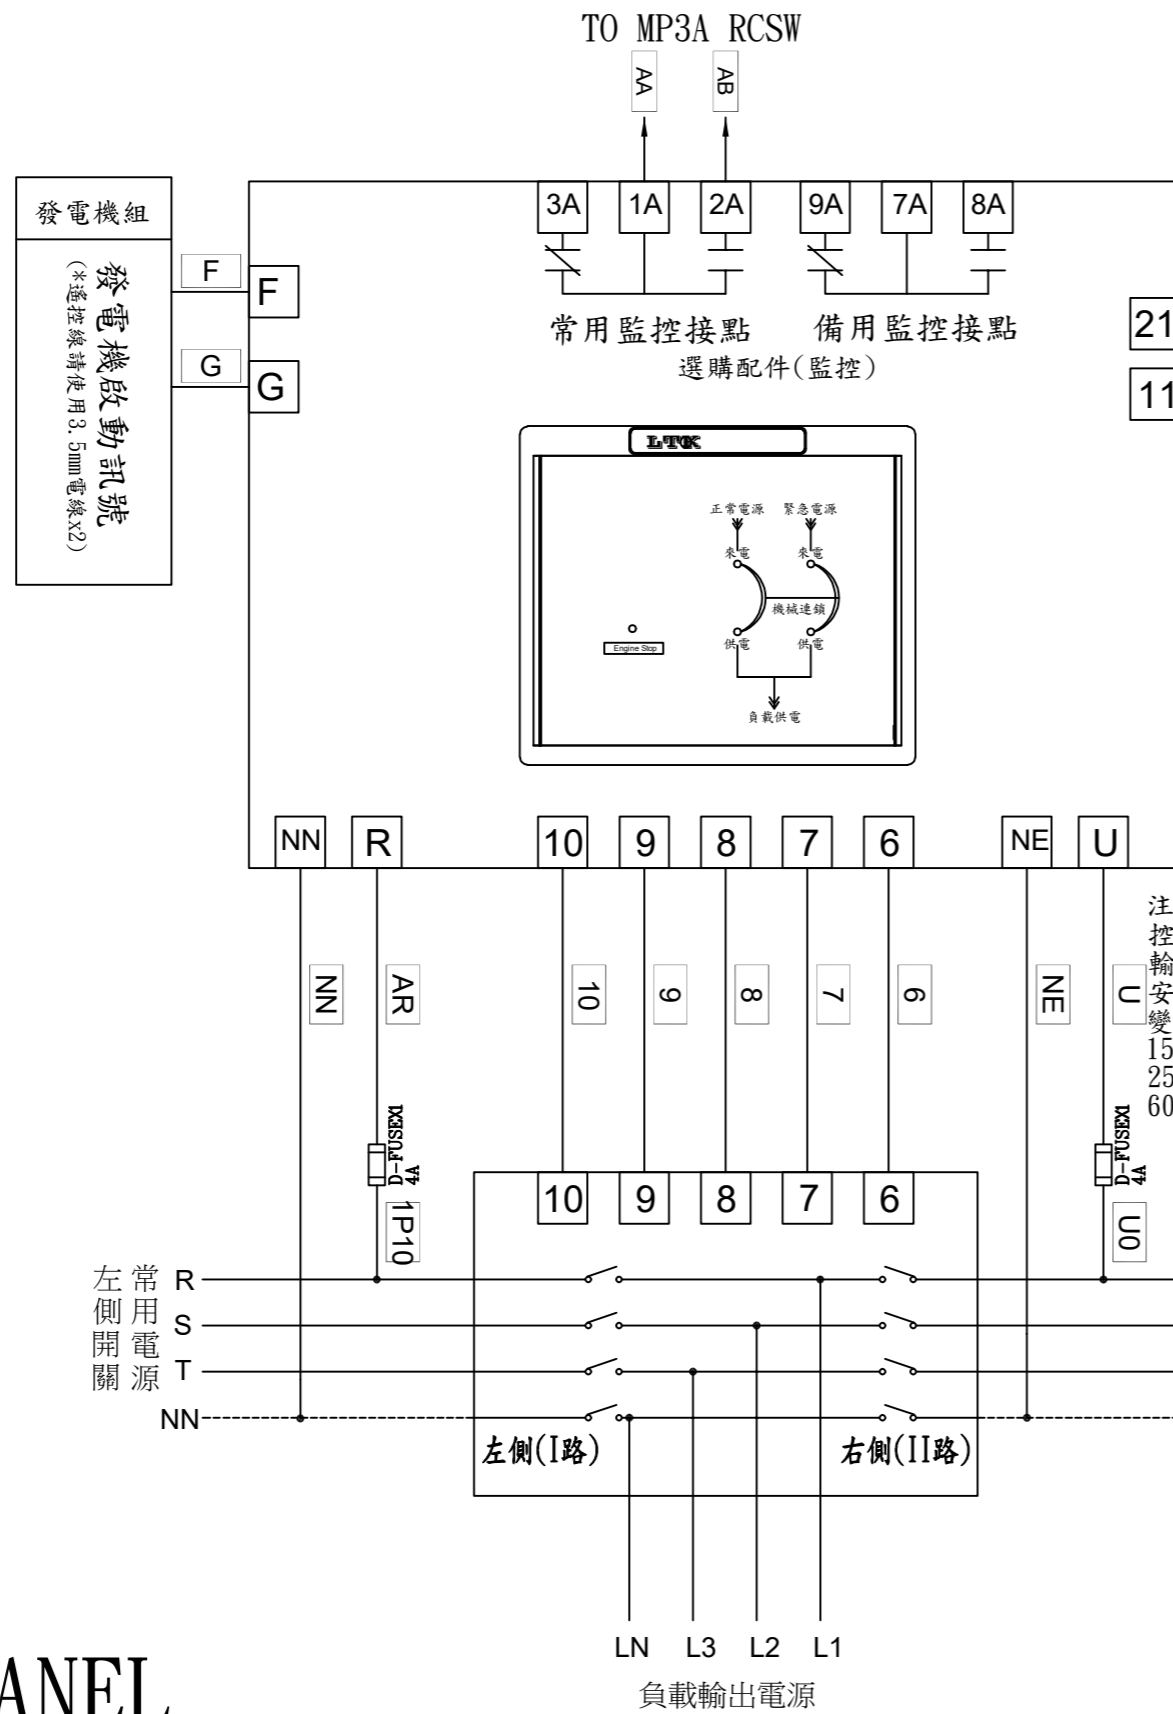 TO MP3A RCSW
AA
AB
發電機組
發電機啟動訊號
(*遙控線請使用3.5mm電線x2)
F
F
G
G
3A
1A
2A
9A
7A
8A
常用監控接點
備用監控接點
選購配件(監控)
21
11
LTCK
正常電源
緊急電源
來電
來電
機械連鎖
供電
供電
Engine Stop
負載供電
NN
R
10
9
8
7
6
NE
U
NN
AR
10
9
8
7
6
NE
U
注
控
輸
安
變
15
25
60
D-FUSEX1
4A
D-FUSEX1
4A
1P10
U0
10
9
8
7
6
常用電源
左側開關
R
S
T
NN
左側(I路)
右側(II路)
LN
L3
L2
L1
負載輸出電源
ANEL